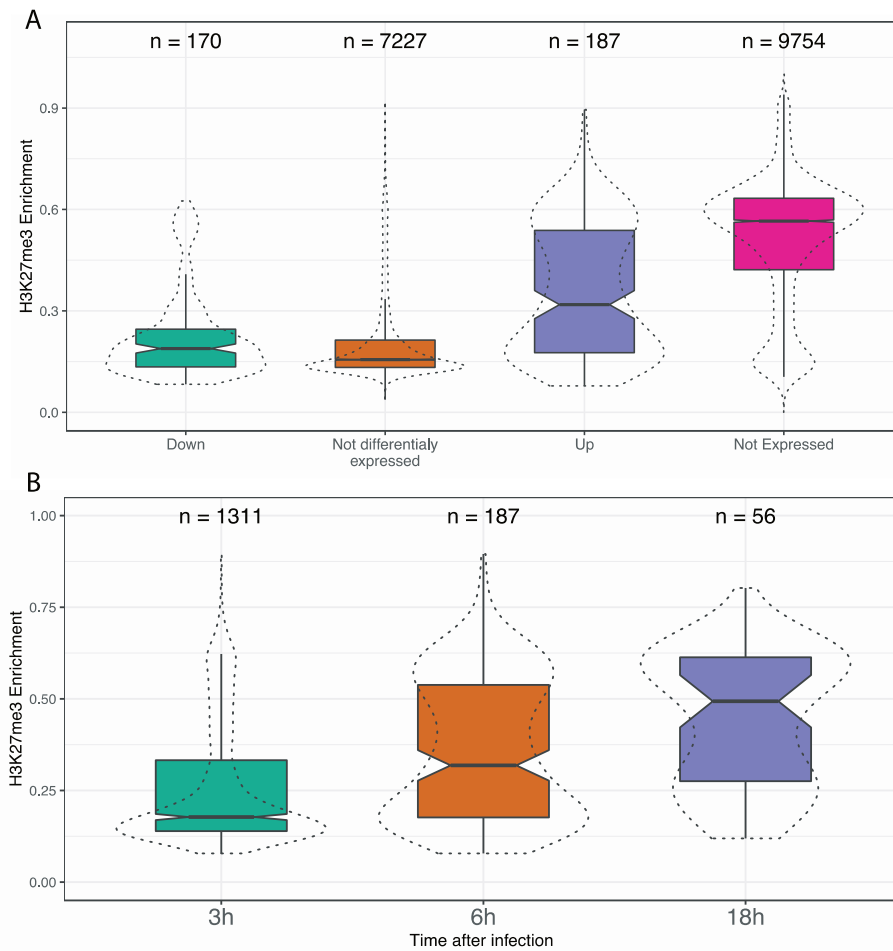 A
n = 170
n = 7227
n = 187
n = 9754
H3K27me3 Enrichment
0.9
0.6
0.3
0.0
Down
Not differentialy
expressed
Up
Not Expressed
B
n = 1311
n = 187
n = 56
H3K27me3 Enrichment
1.00
0.75
0.50
0.25
0.00
3h
6h
18h
Time after infection